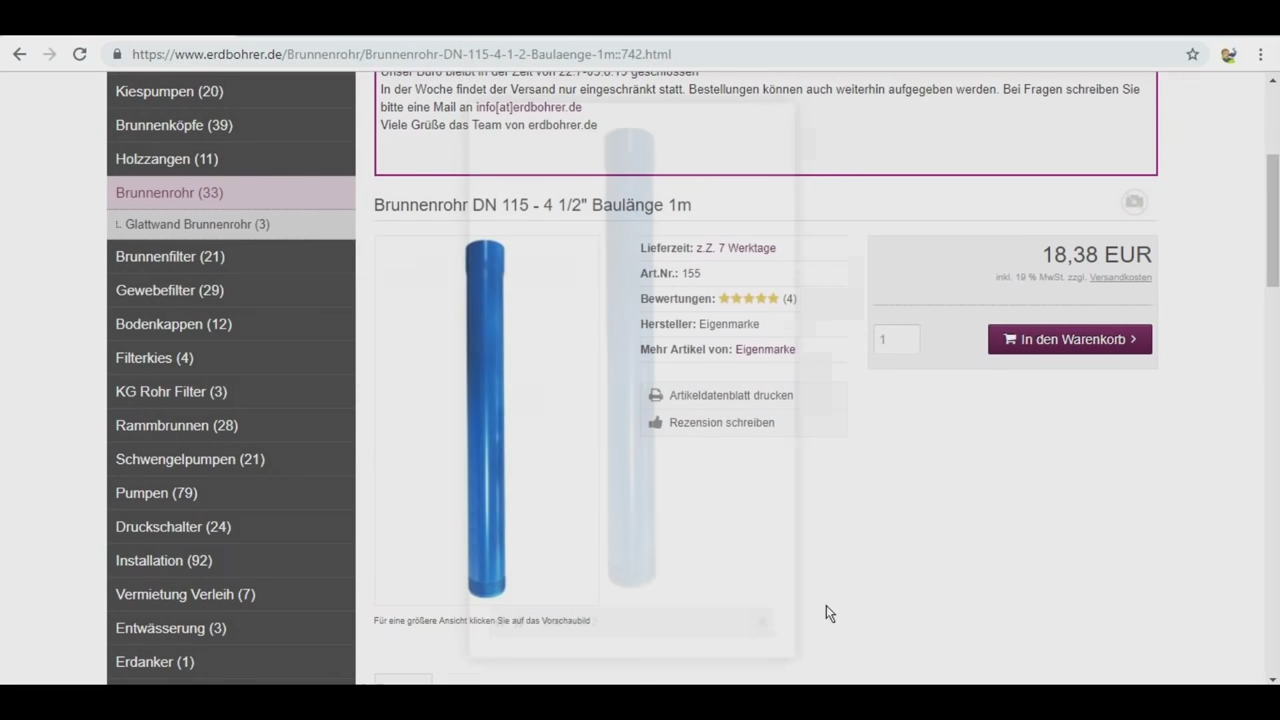 https://www.erdbohrer.de/Brunnenrohr/Brunnenrohr-DN-115-4-1-2-Baulaenge-1m::742.html
Kiespumpen (20)
Brunnenköpfe (39)
Holzzangen (11)
Brunnenrohr (33)
Glattwand Brunnenrohr (3)
Brunnenfilter (21)
Gewebefilter (29)
Bodenkappen (12)
Filterkies (4)
KG Rohr Filter (3)
Rammbrunnen (28)
Schwengelpumpen (21)
Pumpen (79)
Druckschalter (24)
Installation (92)
Vermietung Verleih (7)
Entwässerung (3)
Erdanker (1)
Unser Büro bleibt in der Zeit von 22.7-05.8.19 geschlossen
In der Woche findet der Versand nur eingeschränkt statt. Bestellungen können auch weiterhin aufgegeben werden. Bei Fragen schreiben Sie
bitte eine Mail an info[at]erdbohrer.de
Viele Grüße das Team von erdbohrer.de
Brunnenrohr DN 115 - 4 1/2" Baulänge 1m
Lieferzeit: z.Z. 7 Werktage
Art.Nr.: 155
Bewertungen: (4)
Hersteller: Eigenmarke
Mehr Artikel von: Eigenmarke
Artikeldatenblatt drucken
Rezension schreiben
18,38 EUR
inkl. 19 % MwSt. zzgl. Versandkosten
1
In den Warenkorb
Für eine größere Ansicht klicken Sie auf das Vorschaubild